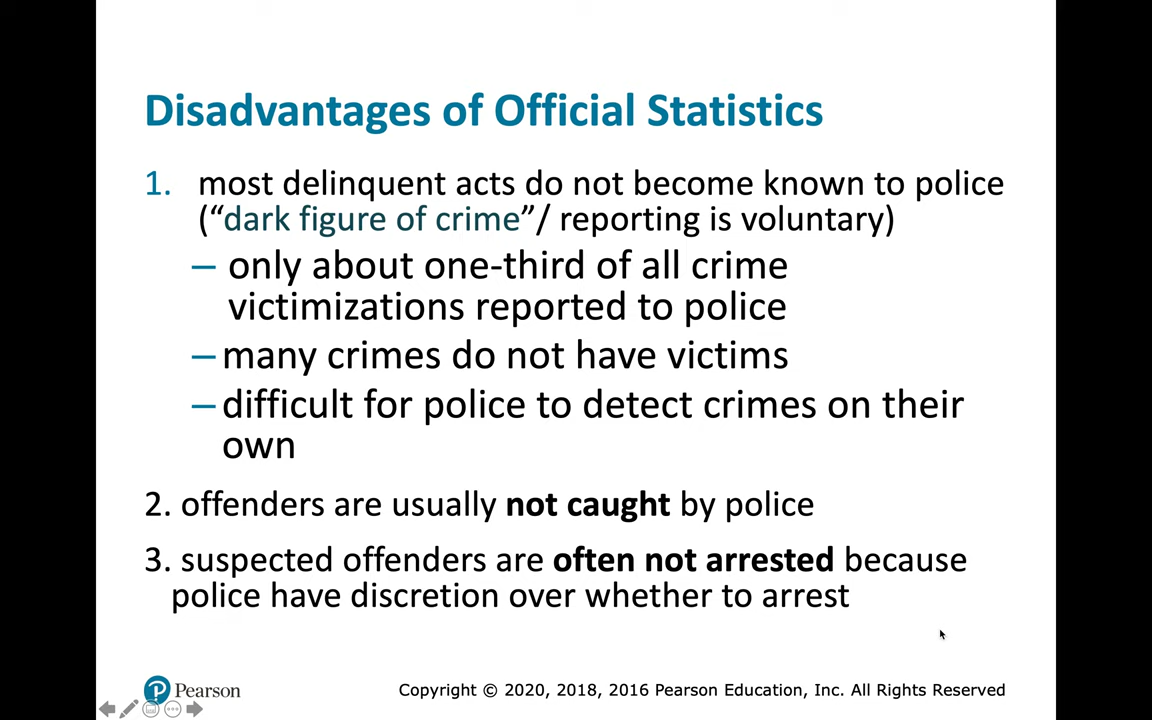 Disadvantages of Official Statistics
1. most delinquent acts do not become known to police
(“dark figure of crime”/ reporting is voluntary)
– only about one-third of all crime
victimizations reported to police
–many crimes do not have victims
–difficult for police to detect crimes on their
own
2. offenders are usually not caught by police
3. suspected offenders are often not arrested because
police have discretion over whether to arrest
P Pearson
Copyright © 2020, 2018, 2016 Pearson Education, Inc. All Rights Reserved